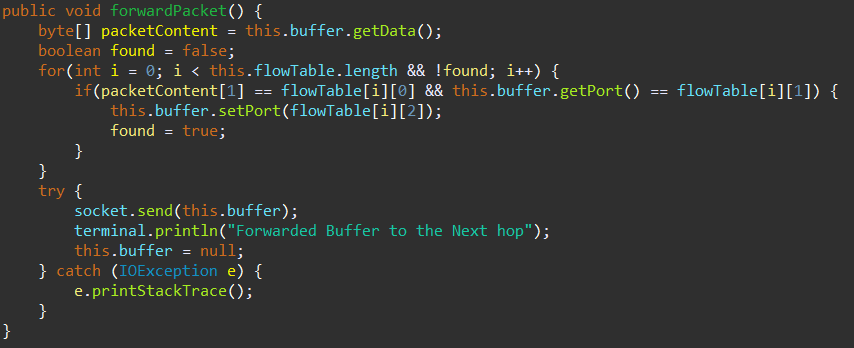 public void forwardPacket() {
    byte[] packetContent = this.buffer.getData();
    boolean found = false;
    for(int i = 0; i < this.flowTable.length && !found; i++) {
        if(packetContent[1] == flowTable[i][0] && this.buffer.getPort() == flowTable[i][1]) {
            this.buffer.setPort(flowTable[i][2]);
            found = true;
        }
    }
    try {
        socket.send(this.buffer);
        terminal.println("Forwarded Buffer to the Next hop");
        this.buffer = null;
    } catch (IOException e) {
        e.printStackTrace();
    }
}